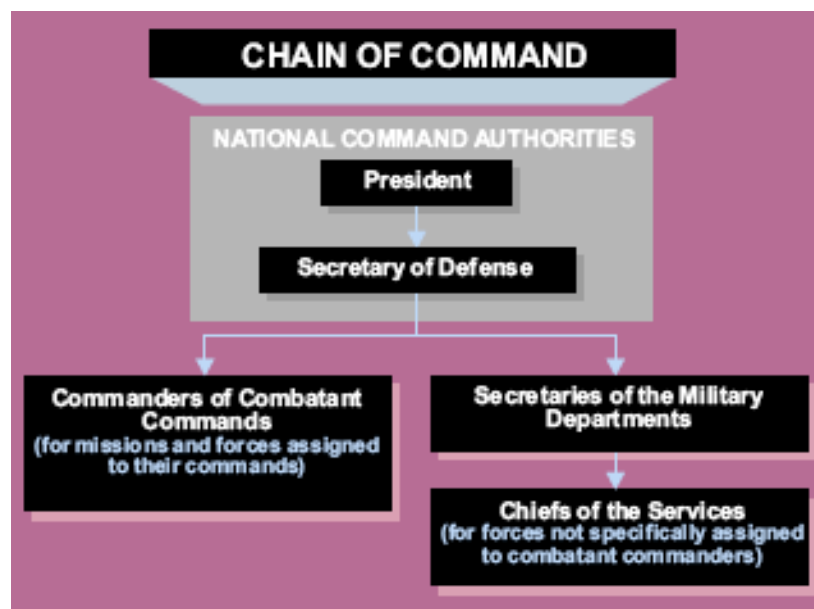 CHAIN OF COMMAND
NATIONAL COMMAND AUTHORITIES
President
Secretary of Defense
Commanders of Combatant
Commands
(for missions and forces assigned
to their commands)
Secretaries of the Military
Departments
Chiefs of the Services
(for forces not specifically assigned
to combatant commanders)